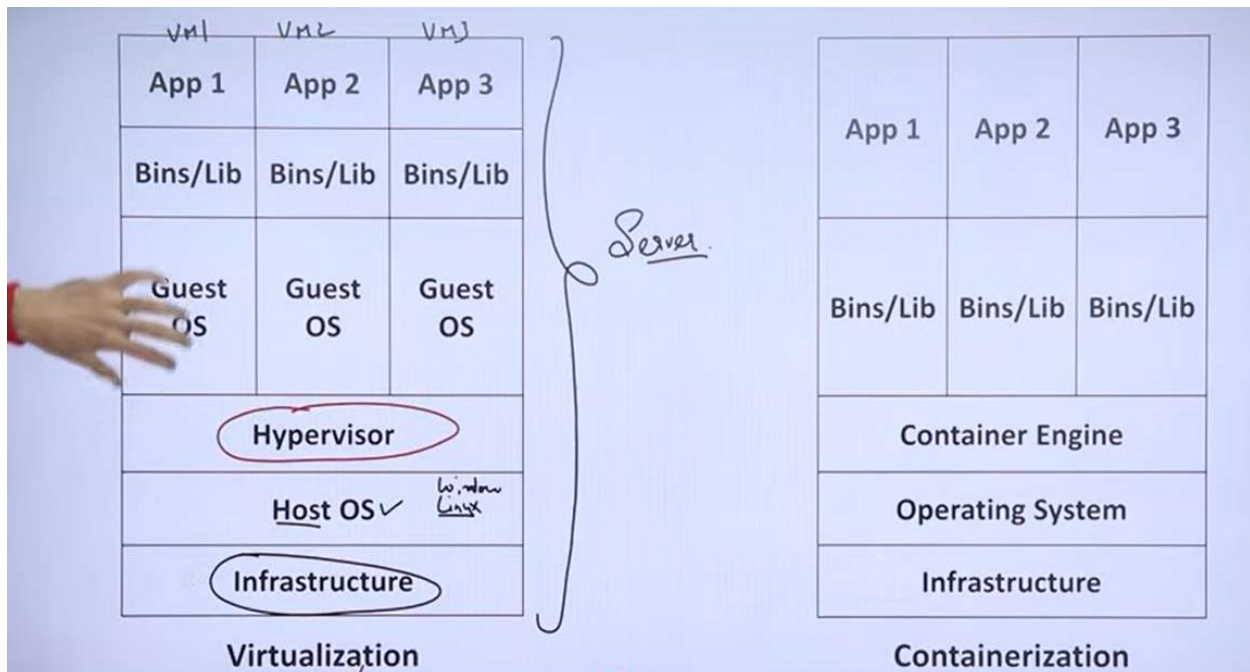 VM1 VM2 VM3
App 1 App 2 App 3
Bins/Lib Bins/Lib Bins/Lib
Guest OS Guest OS Guest OS
Hypervisor
Host OS ✓ Window Linux
Infrastructure
Virtualization
Server.
App 1 App 2 App 3
Bins/Lib Bins/Lib Bins/Lib
Container Engine
Operating System
Infrastructure
Containerization